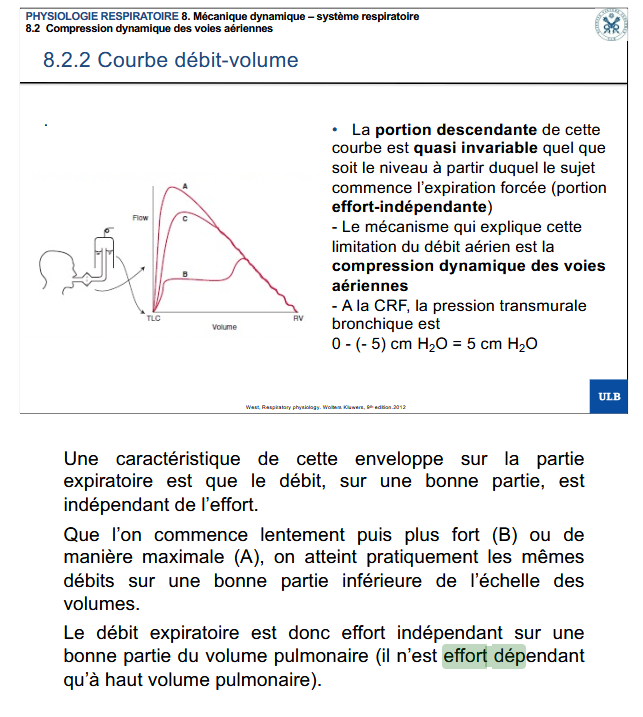 PHYSIOLOGIE RESPIRATOIRE 8. Mécanique dynamique – système respiratoire
8.2 Compression dynamique des voies aériennes
8.2.2 Courbe débit-volume
• La portion descendante de cette
courbe est quasi invariable quel que
soit le niveau à partir duquel le sujet
commence l'expiration forcée (portion
effort-indépendante)
- Le mécanisme qui explique cette
limitation du débit aérien est la
compression dynamique des voies
aériennes
- A la CRF, la pression transmurale
bronchique est
0 - (- 5) cm H2O = 5 cm H2O
Flow
A
C
B
TLC
RV
Volume
West, Respiratory physiology. Wolters Kluwers, 9th edition.2012
ULB
Une caractéristique de cette enveloppe sur la partie
expiratoire est que le débit, sur une bonne partie, est
indépendant de l'effort.
Que l'on commence lentement puis plus fort (B) ou de
manière maximale (A), on atteint pratiquement les mêmes
débits sur une bonne partie inférieure de l'échelle des
volumes.
Le débit expiratoire est donc effort indépendant sur une
bonne partie du volume pulmonaire (il n'est effort dépendant
qu'à haut volume pulmonaire).